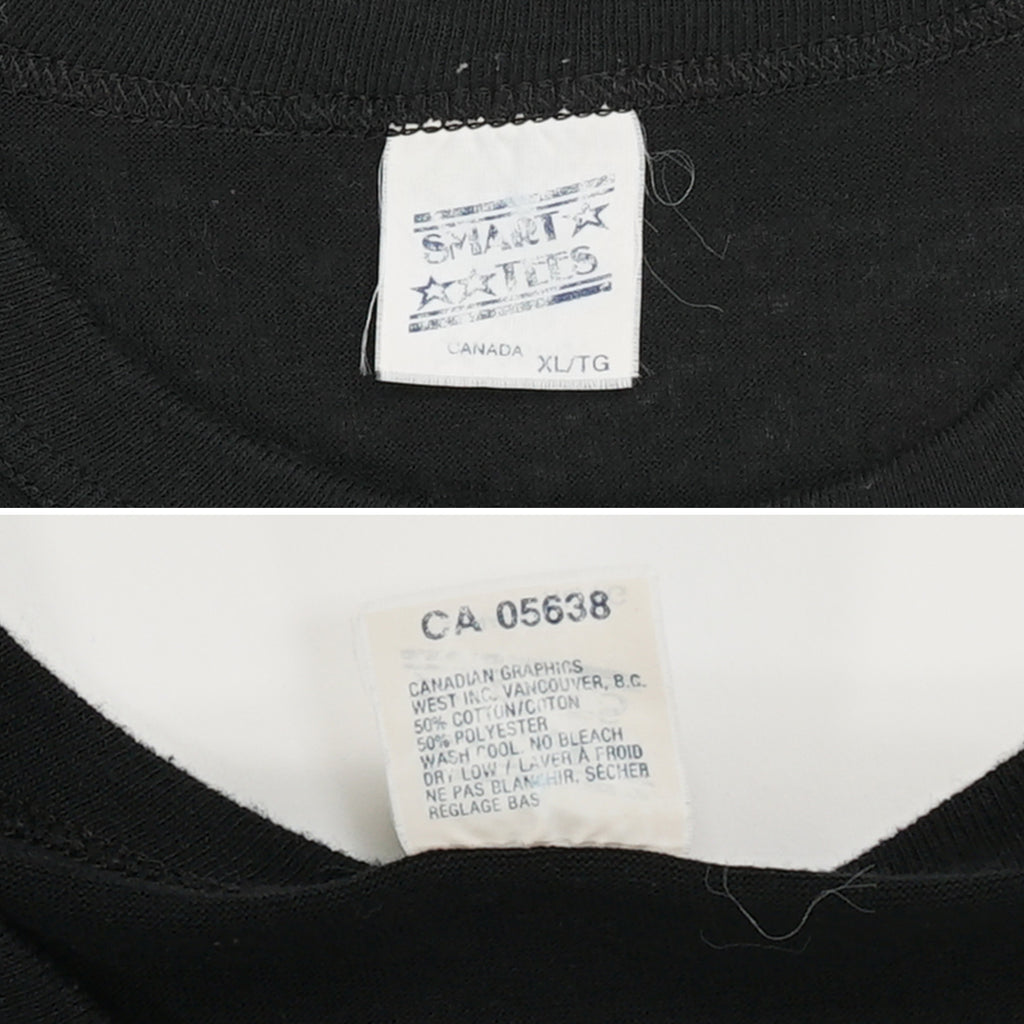 SMART
TEES
CANADA
XL/TG
CA 05638
CANADIAN GRAPHICS
WEST INC. VANCOUVER, B.C.
50% COTTON/COTON
50% POLYESTER
WASH COOL. NO BLEACH
DRY LOW / LAVER À FROID
NE PAS BLANCHIR. SÉCHER
RÉGLAGE BAS